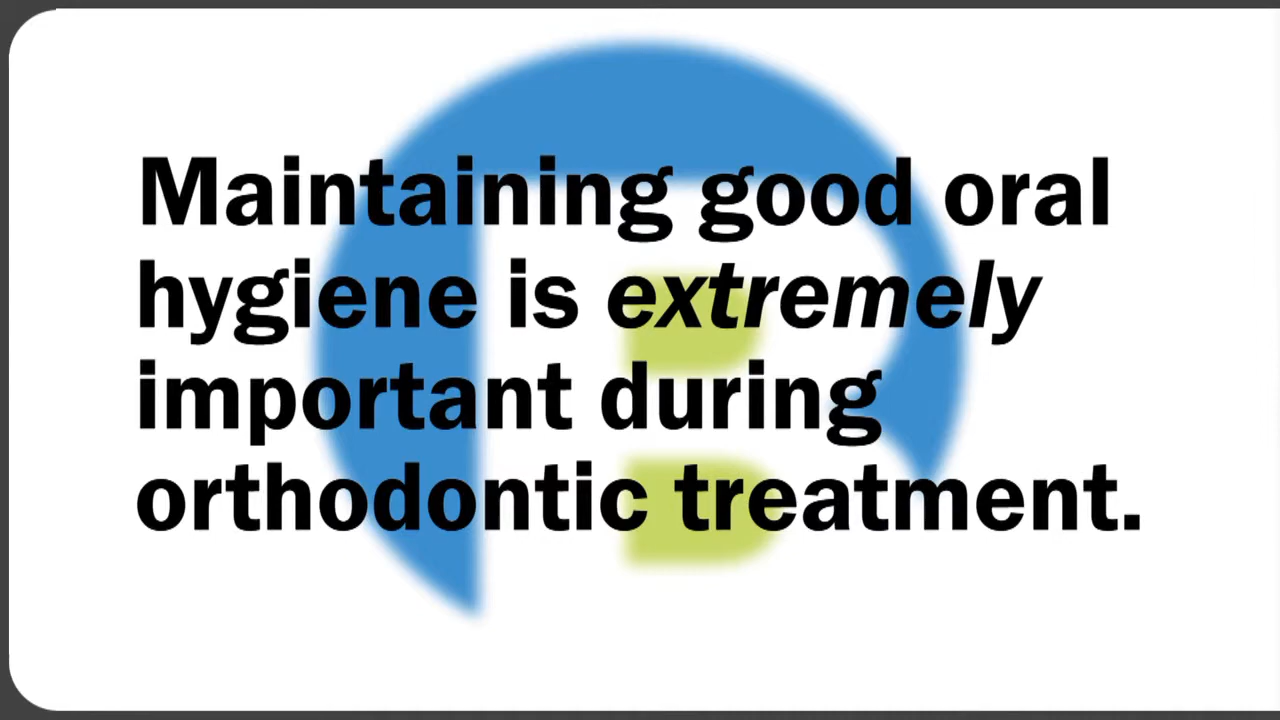 Maintaining good oral
hygiene is extremely
important during
orthodontic treatment.